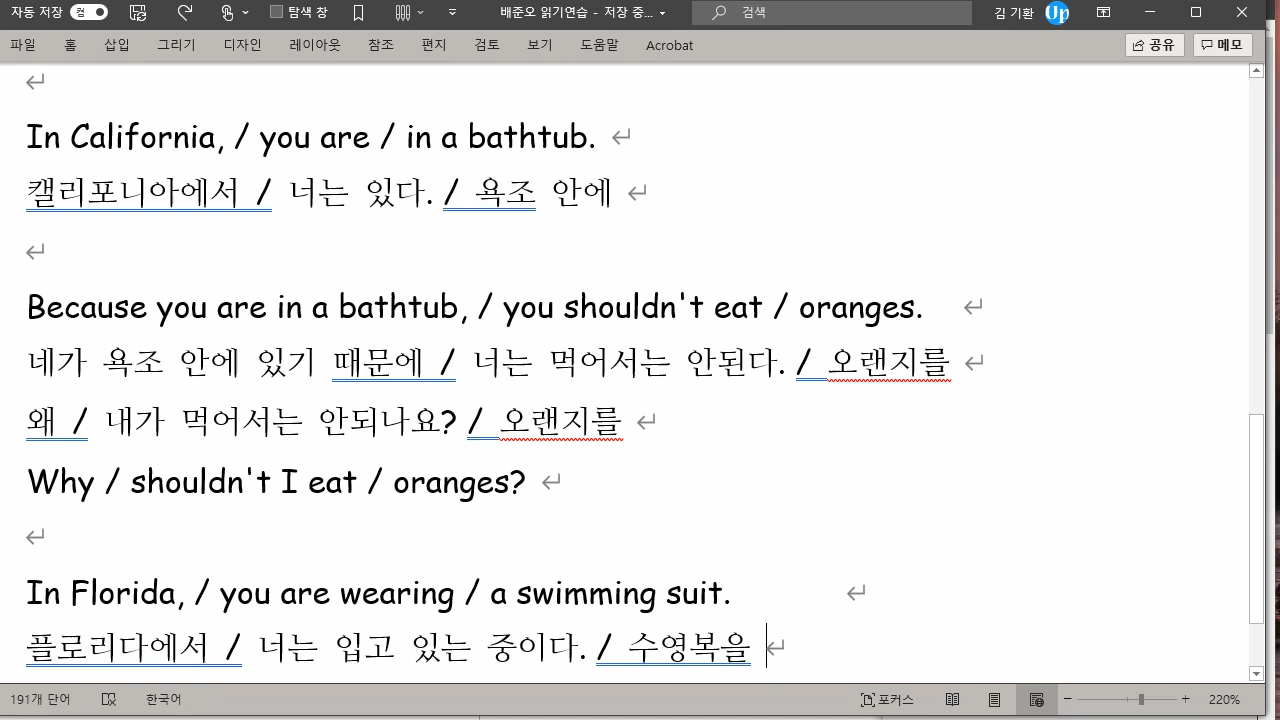 자동 저장 켬 탐색 창 배준오 읽기연습 - 저장 중... 검색 김 기환 Up
파일 홈 삽입 그리기 디자인 레이아웃 참조 편지 검토 보기 도움말 Acrobat 공유 메모
In California, / you are / in a bathtub.
캘리포니아에서 / 너는 있다. / 욕조 안에
Because you are in a bathtub, / you shouldn't eat / oranges.
네가 욕조 안에 있기 때문에 / 너는 먹어서는 안된다. / 오랜지를
왜 / 내가 먹어서는 안되나요? / 오랜지를
Why / shouldn't I eat / oranges?
In Florida, / you are wearing / a swimming suit.
플로리다에서 / 너는 입고 있는 중이다. / 수영복을
191개 단어 한국어 포커스 220%